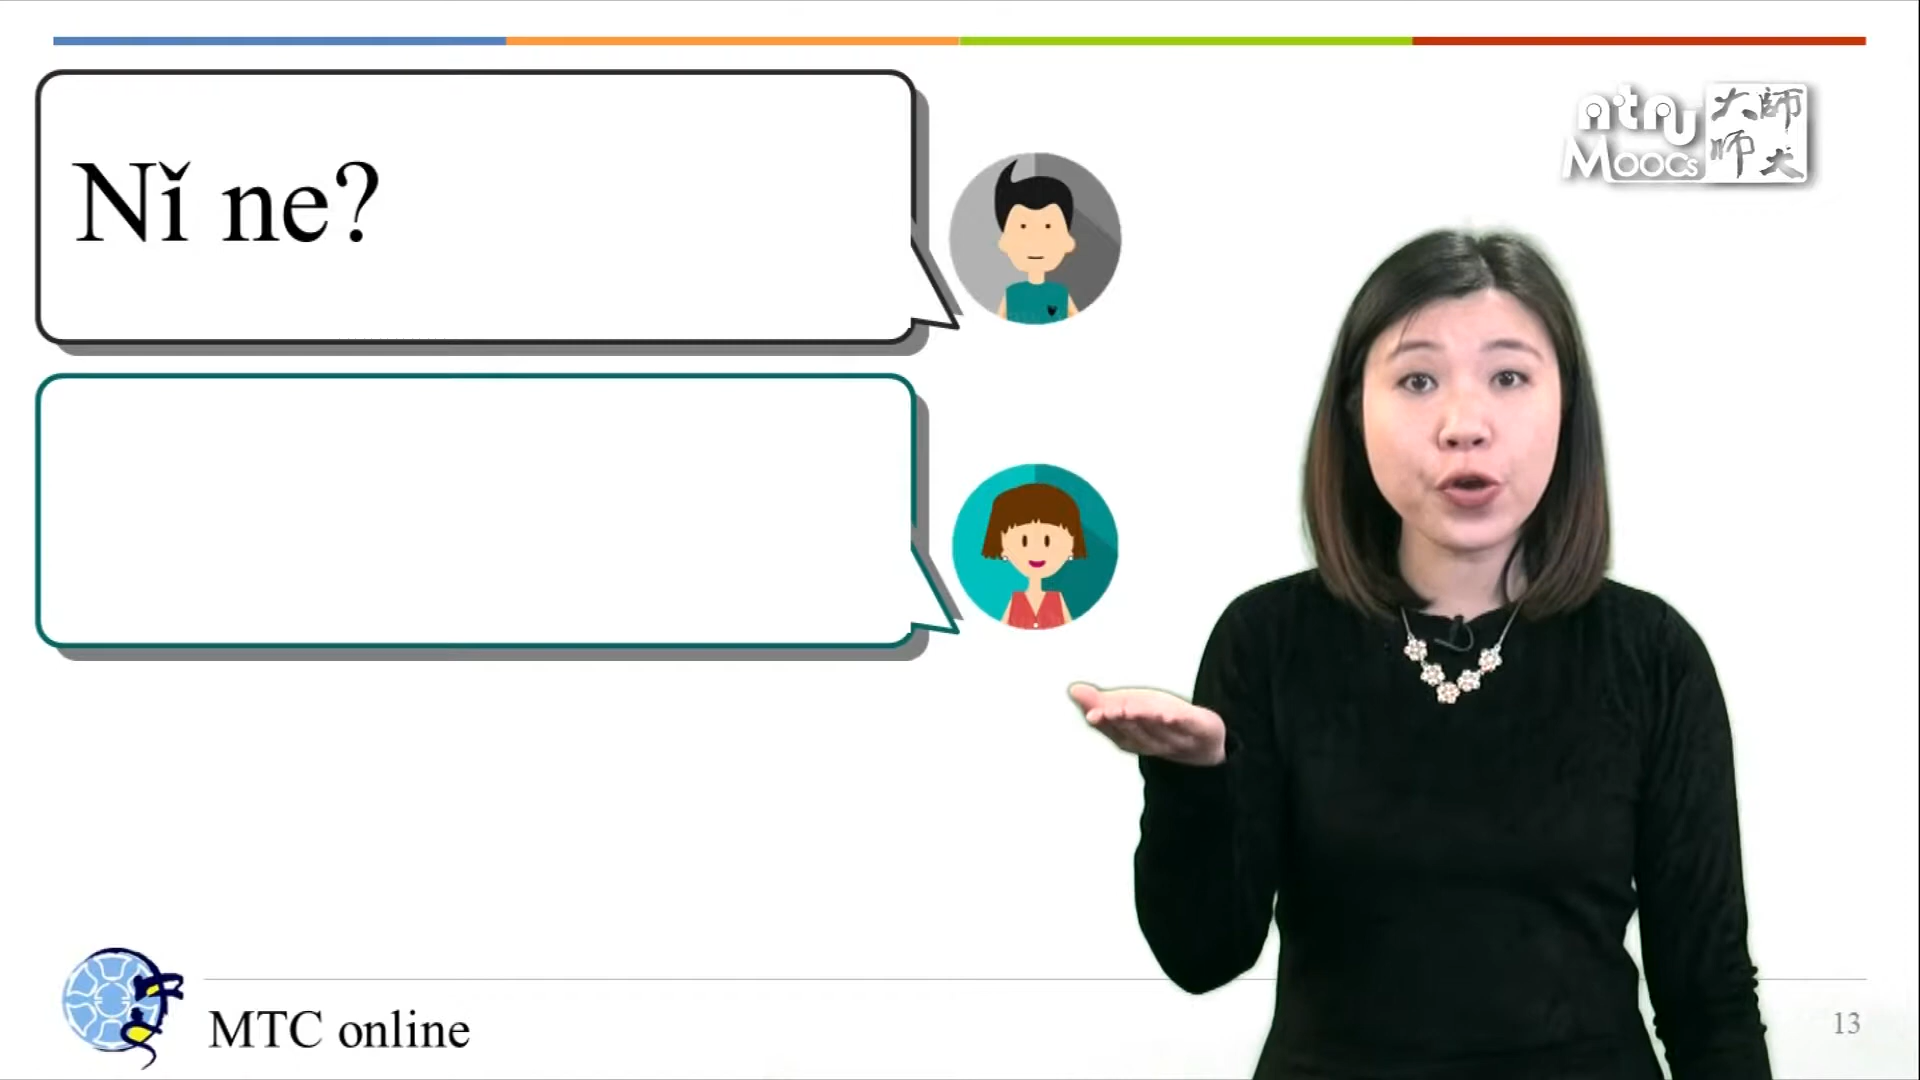 Nǐ ne?
ntnu
Moocs
大師
师大
MTC online
13